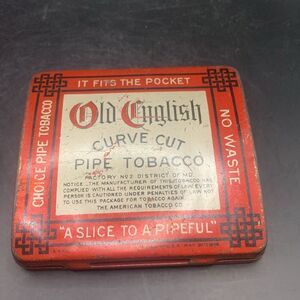 IT FITS THE POCKET
CHOICE PIPE TOBACCO
Old English
CURVE CUT
PIPE TOBACCO
FACTORY Nº2 DISTRICT OF MD.
NOTICE. THE MANUFACTURER OF THIS TOBACCO HAS
COMPLIED WITH ALL THE REQUIREMENTS OF LAW. EVERY
PERSON IS CAUTIONED UNDER PENALTIES OF LAW NOT
TO USE THIS PACKAGE FOR TOBACCO AGAIN.
THE AMERICAN TOBACCO CO.
NO WASTE
"A SLICE TO A PIPEFUL"